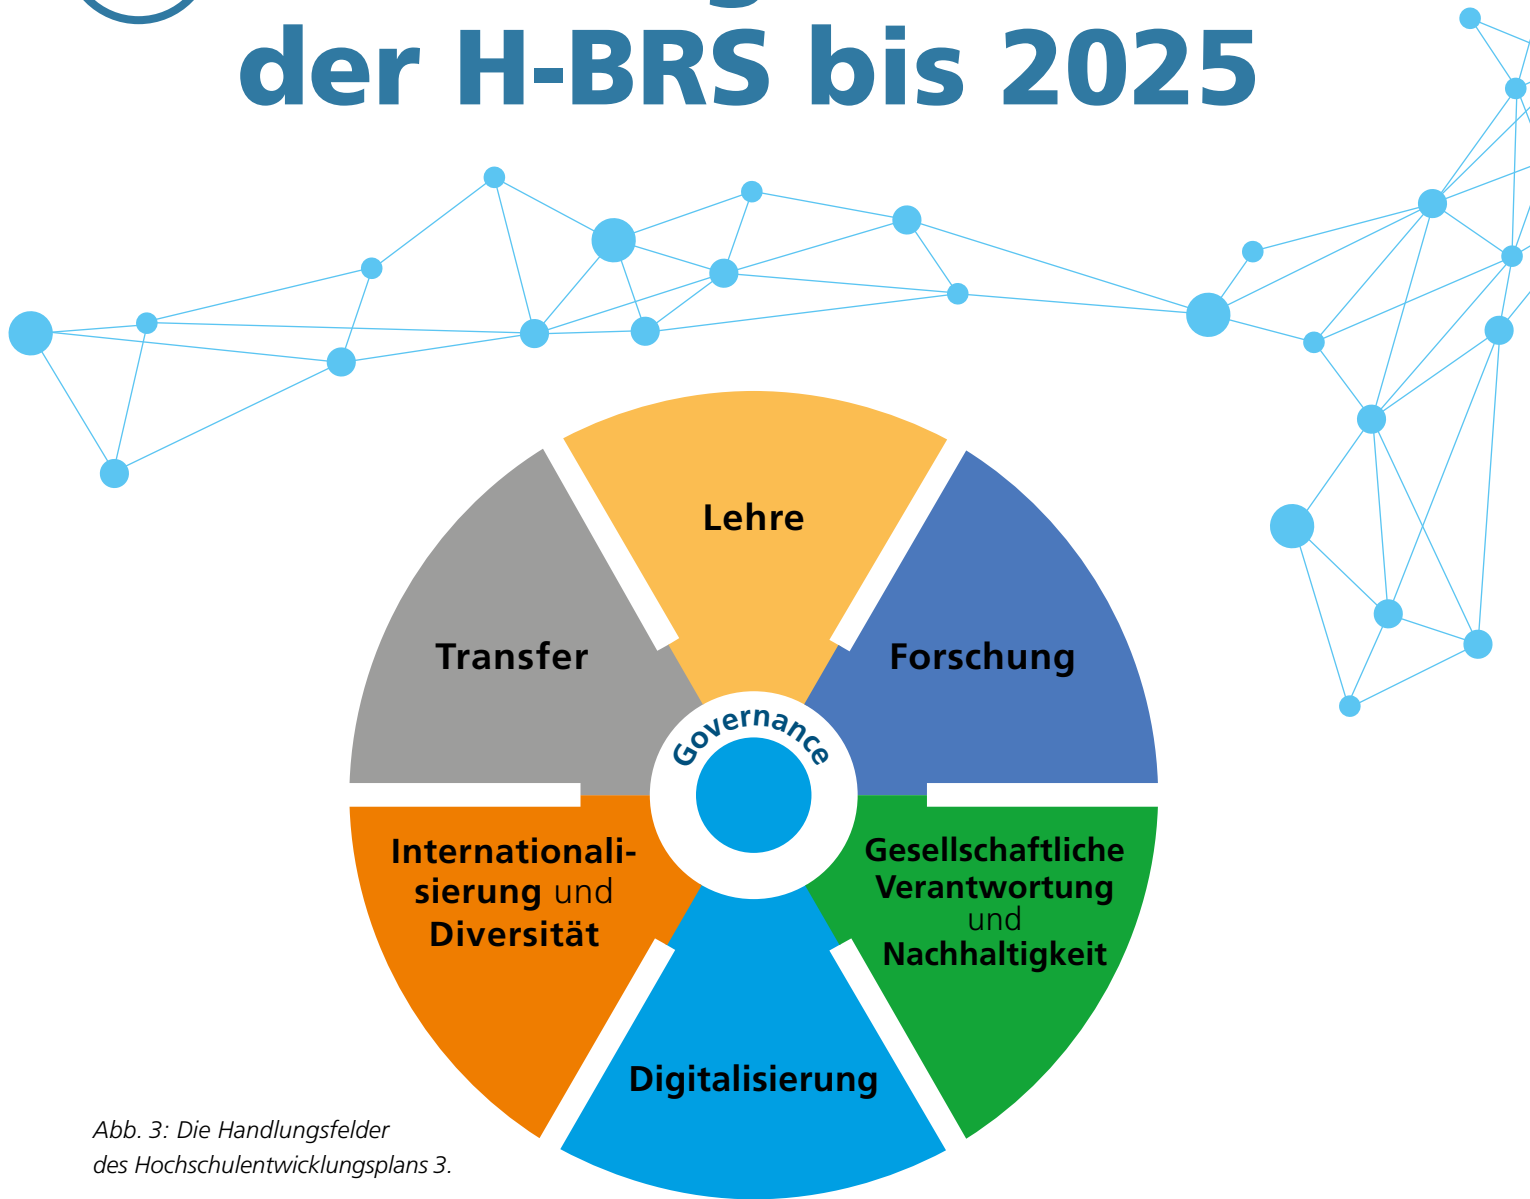 der H-BRS bis 2025
Lehre
Transfer
Forschung
Governance
Internationali-
sierung und
Diversität
Gesellschaftliche
Verantwortung
und
Nachhaltigkeit
Digitalisierung
Abb. 3: Die Handlungsfelder
des Hochschulentwicklungsplans 3.